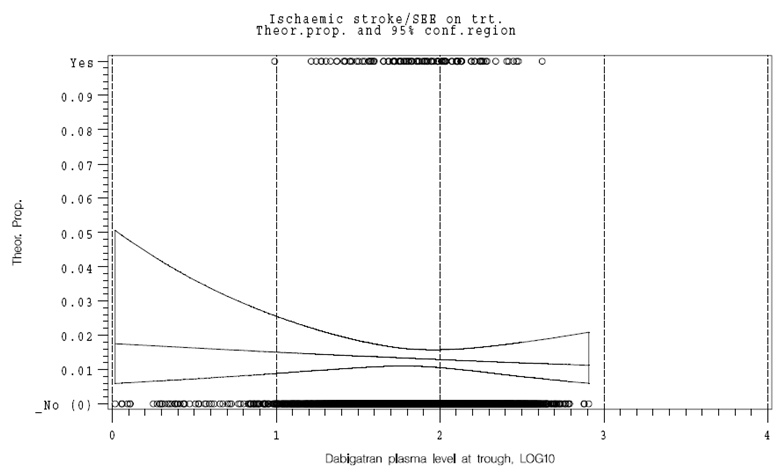 Ischaemic stroke/SEE on trt.
Theor.prop. and 95% conf.region
Yes
0.09
0.08
0.07
0.06
0.05
0.04
0.03
0.02
0.01
_No (0)
Theor. Prop.
0 1 2 3 4
Dabigatran plasma level at trough, LOG10